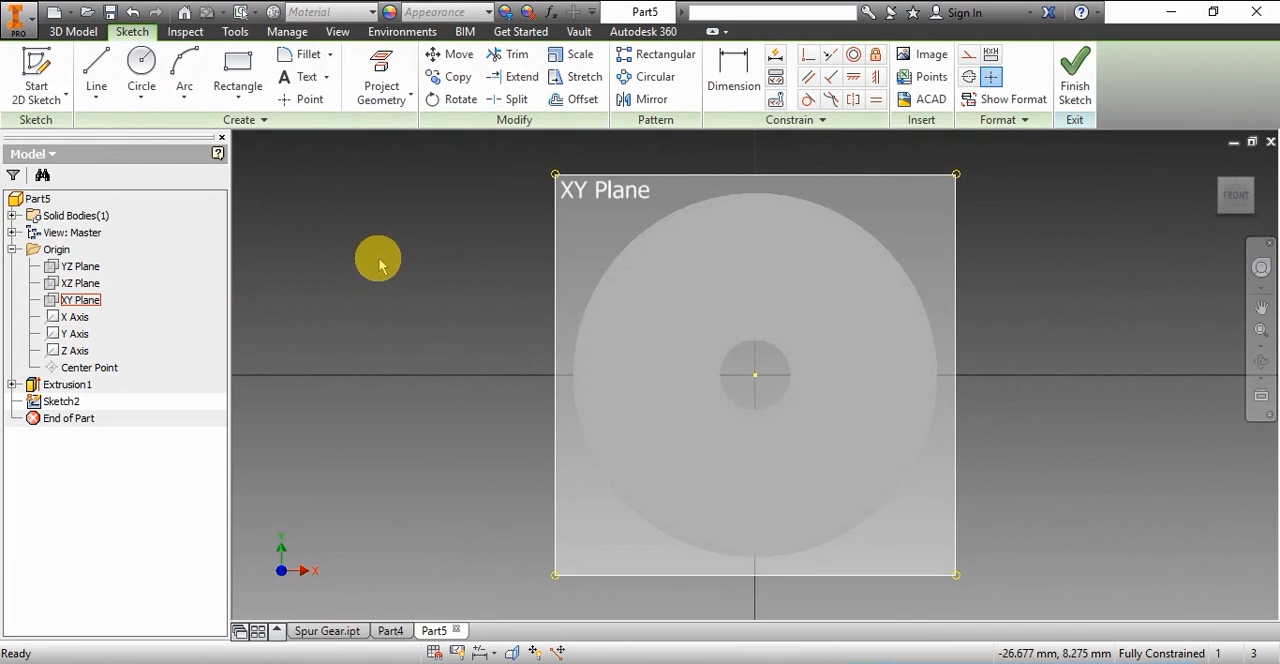 Material
Appearance
Part5
Sign In
PRO
3D Model Sketch Inspect Tools Manage View Environments BIM Get Started Vault Autodesk 360
Start
2D Sketch
Line
Circle
Arc
Rectangle
Fillet
Text
Point
Project
Geometry
Move
Copy
Rotate
Trim
Extend
Split
Scale
Stretch
Offset
Rectangular
Circular
Mirror
Dimension
Image
Points
ACAD
Show Format
Finish
Sketch
Sketch Create Modify Pattern Constrain Insert Format Exit
Model
Part5
Solid Bodies(1)
View: Master
Origin
YZ Plane
XZ Plane
XY Plane
X Axis
Y Axis
Z Axis
Center Point
Extrusion1
Sketch2
End of Part
XY Plane
FRONT
X
Spur Gear.ipt Part4 Part5
Ready
-26.677 mm, 8.275 mm Fully Constrained 1 3